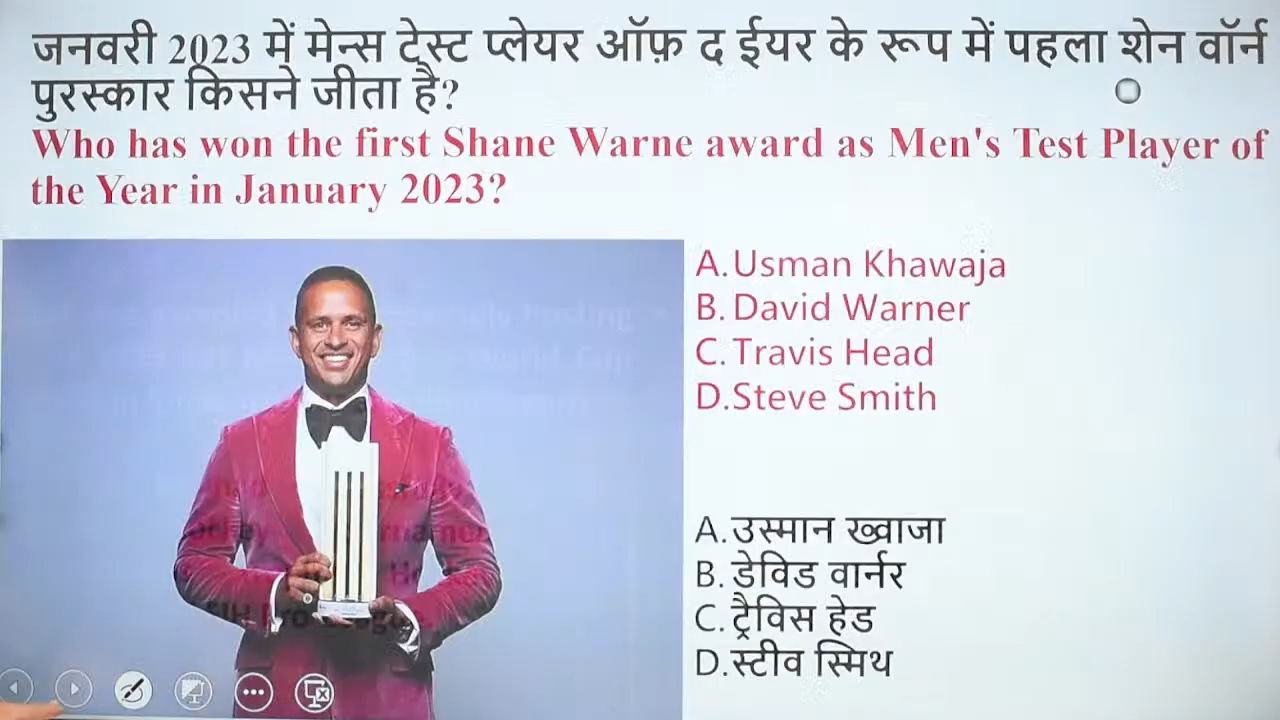 जनवरी 2023 में मेन्स टेस्ट प्लेयर ऑफ़ द ईयर के रूप में पहला शेन वॉर्न
पुरस्कार किसने जीता है?
Who has won the first Shane Warne award as Men's Test Player of
the Year in January 2023?
A.Usman Khawaja
B. David Warner
C. Travis Head
D.Steve Smith
A.उस्मान ख्वाजा
B. डेविड वार्नर
C. ट्रैविस हेड
D.स्टीव स्मिथ